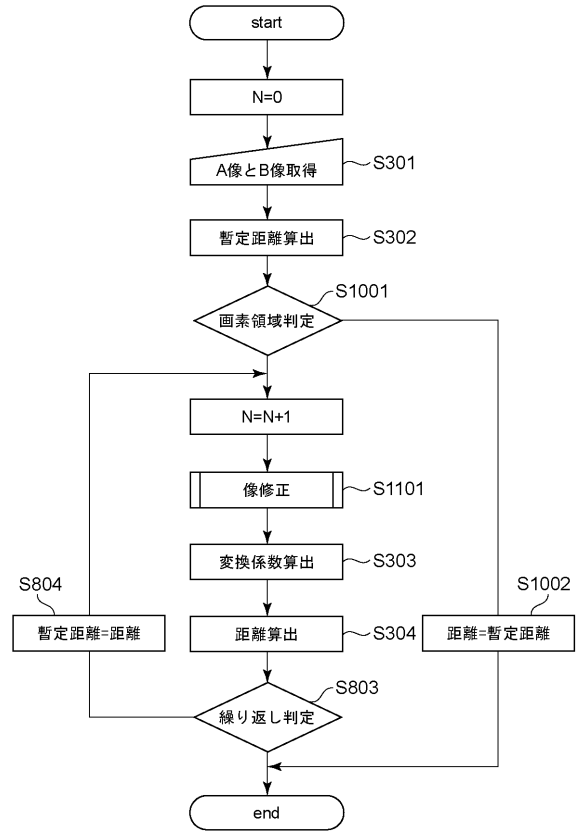 start
N=0
A像とB像取得
S301
暫定距離算出
S302
S1001
画素領域判定
N=N+1
像修正
S1101
変換係数算出
S303
S804
S1002
暫定距離=距離
距離算出
S304
距離=暫定距離
S803
繰り返し判定
end